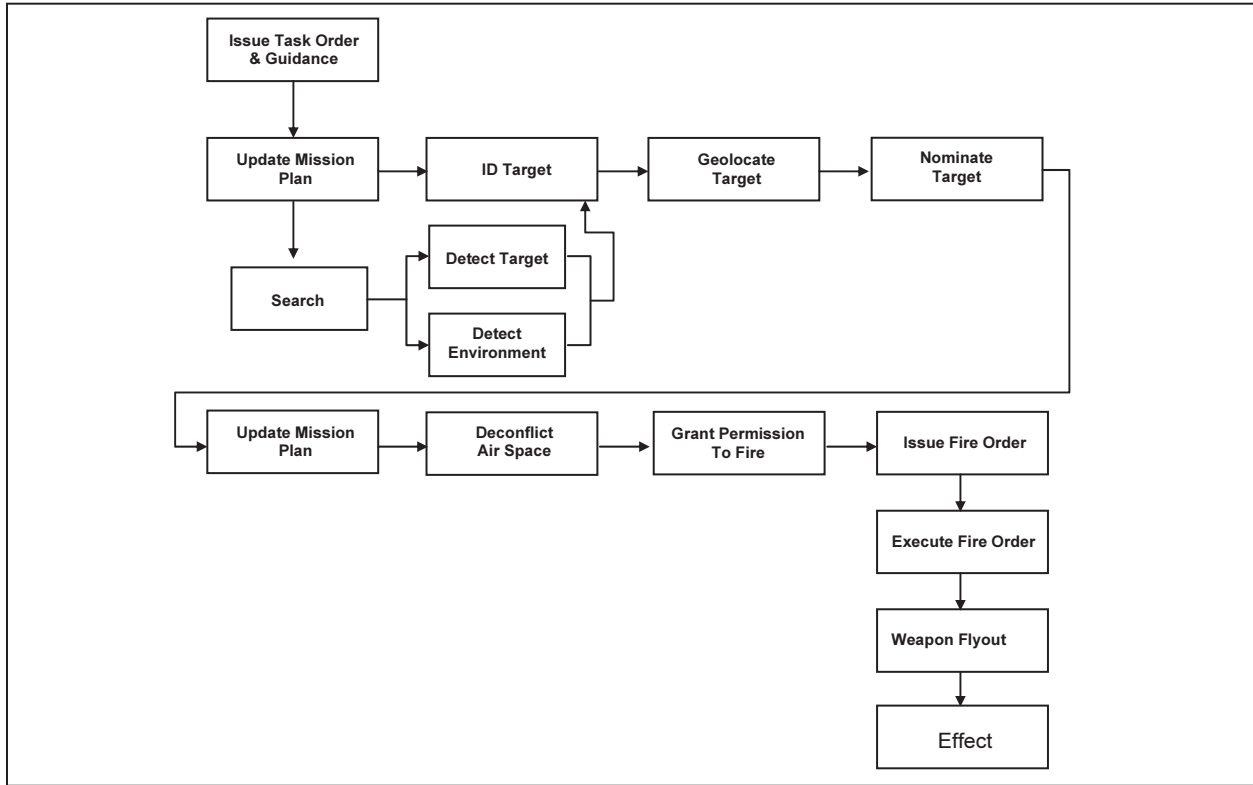 Issue Task Order
& Guidance
Update Mission
Plan
ID Target
Geolocate
Target
Nominate
Target
Detect Target
Search
Detect
Environment
Update Mission
Plan
Deconflict
Air Space
Grant Permission
To Fire
Issue Fire Order
Execute Fire Order
Weapon Flyout
Effect